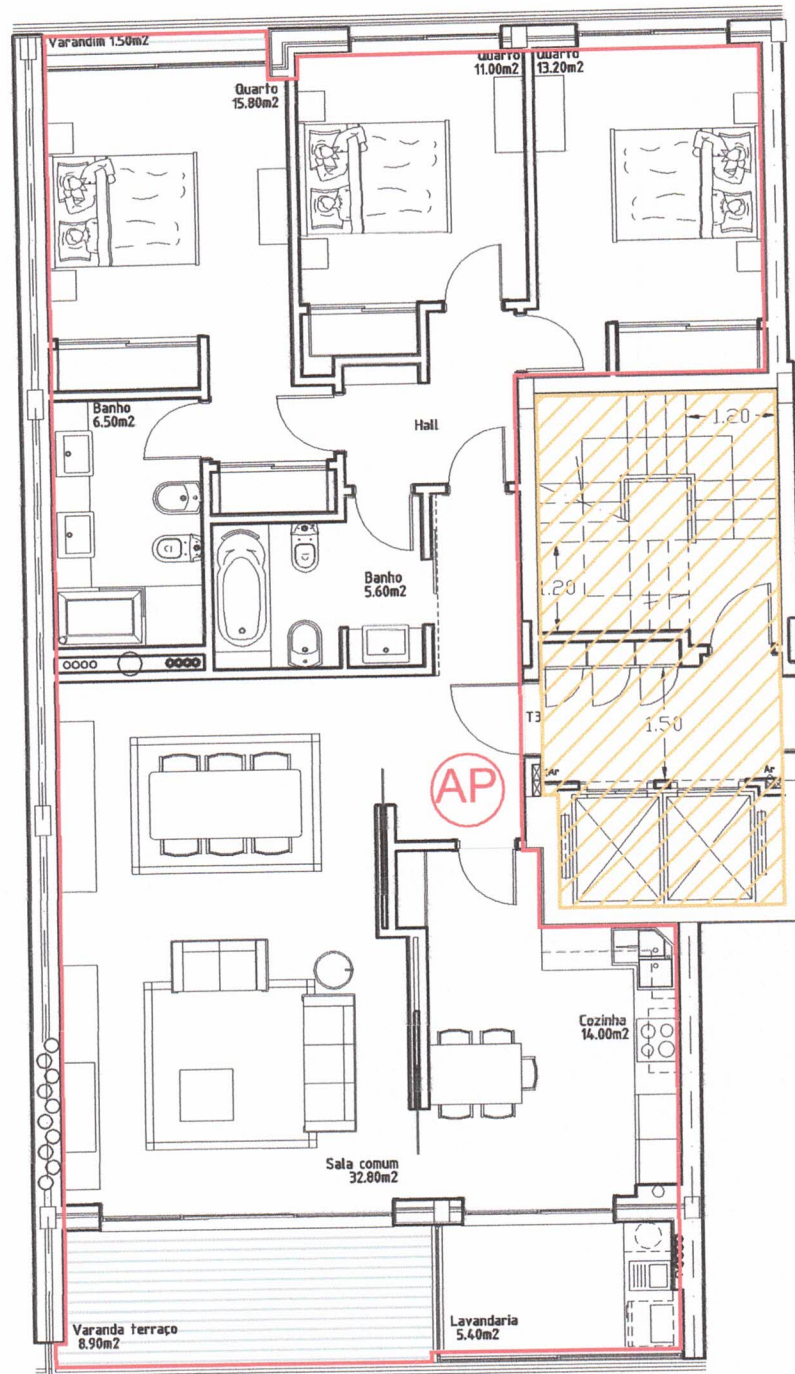 Varandim 1.50m2
Quarto
15.80m2
Quarto
11.00m2
Quarto
13.20m2
Banho
6.50m2
Hall
1.20
1.20
Banho
5.60m2
T3
1.50
Ar
Ar
AP
Cozinha
14.00m2
Sala comum
32.80m2
Varanda terraço
8.90m2
Lavandaria
5.40m2